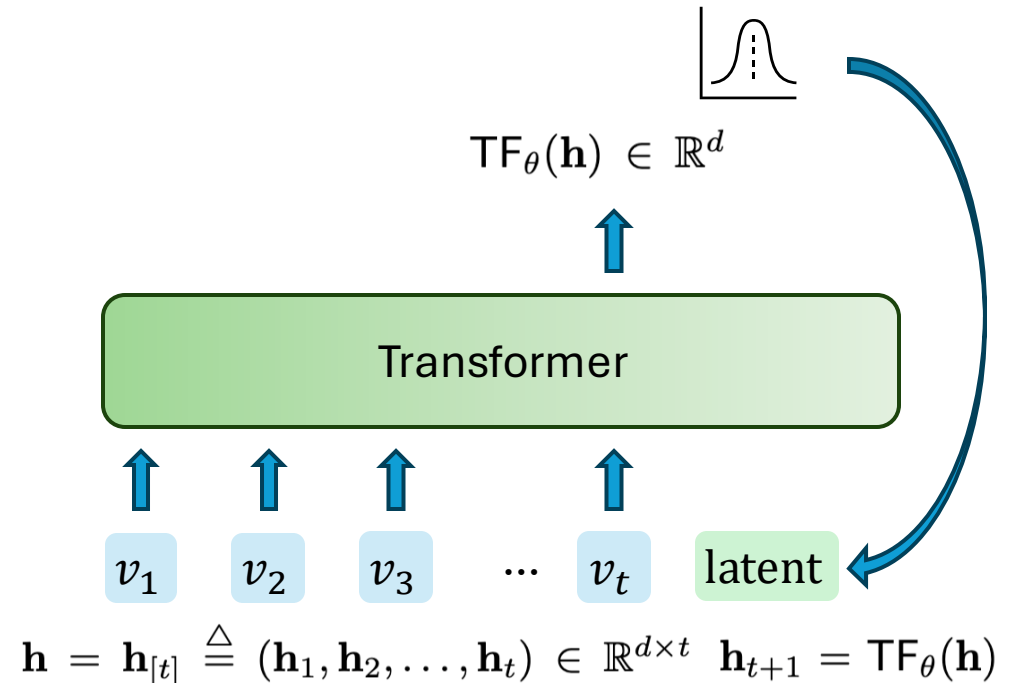 TF_θ(𝐡) ∈ ℝ^d
Transformer
v_1 v_2 v_3 ... v_t latent
𝐡 = 𝐡_[t] ≜ (𝐡_1, 𝐡_2, . . . , 𝐡_t) ∈ ℝ^{d×t} 𝐡_{t+1} = TF_θ(𝐡)